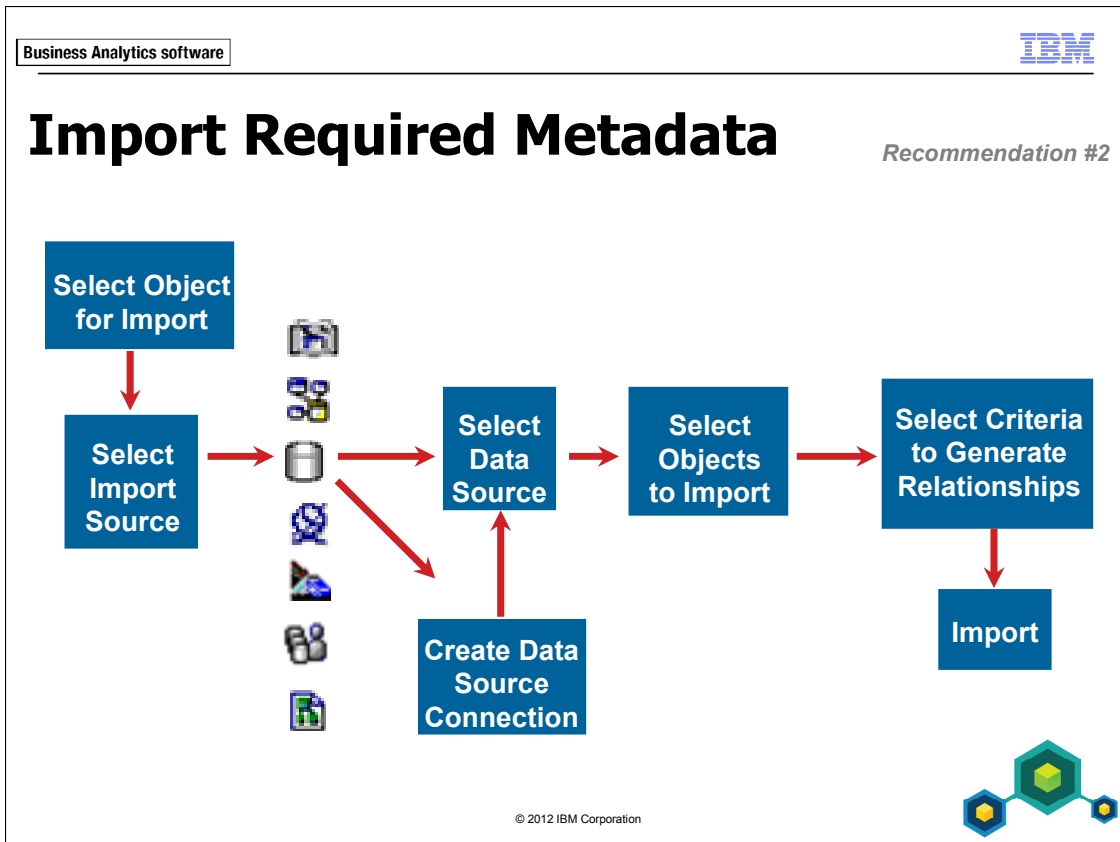 Business Analytics software
IBM
Import Required Metadata
Recommendation #2
Select Object
for Import
Select
Import
Source
Select
Data
Source
Create Data
Source
Connection
Select
Objects
to Import
Select Criteria
to Generate
Relationships
Import
© 2012 IBM Corporation